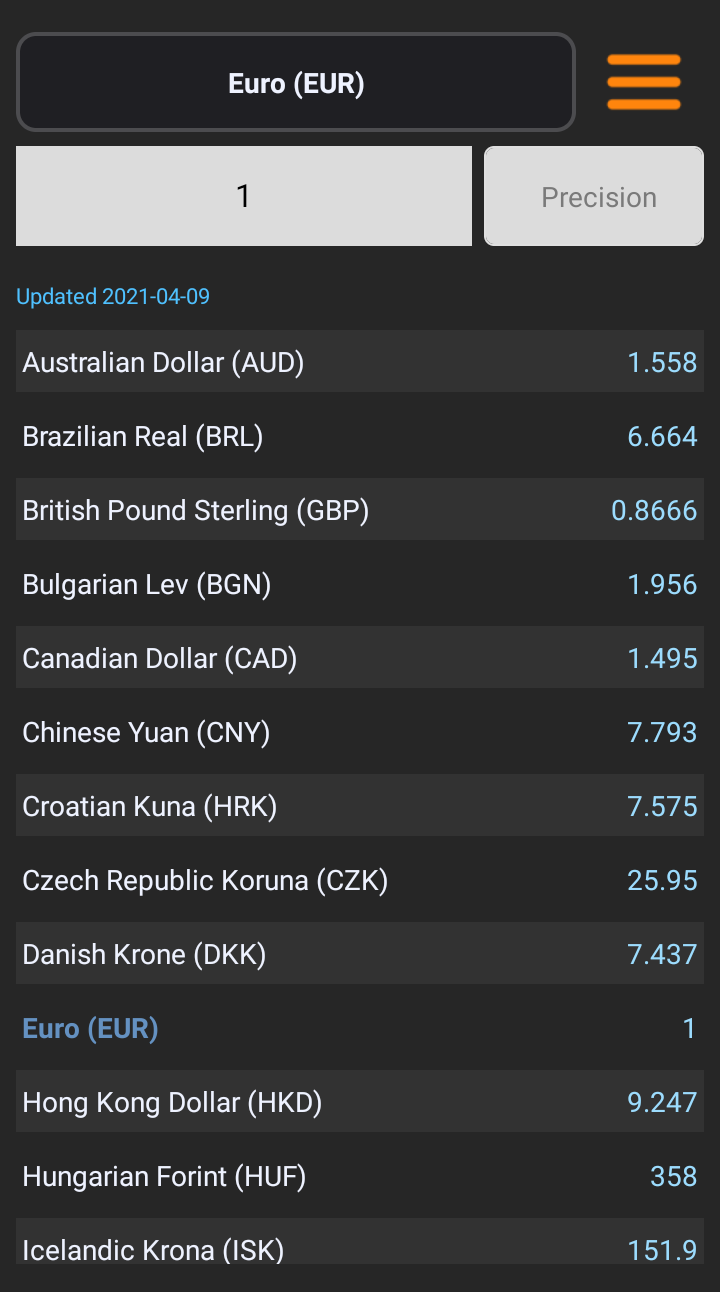 Euro (EUR)
1 Precision
Updated 2021-04-09
Australian Dollar (AUD) 1.558
Brazilian Real (BRL) 6.664
British Pound Sterling (GBP) 0.8666
Bulgarian Lev (BGN) 1.956
Canadian Dollar (CAD) 1.495
Chinese Yuan (CNY) 7.793
Croatian Kuna (HRK) 7.575
Czech Republic Koruna (CZK) 25.95
Danish Krone (DKK) 7.437
Euro (EUR) 1
Hong Kong Dollar (HKD) 9.247
Hungarian Forint (HUF) 358
Icelandic Krona (ISK) 151.9